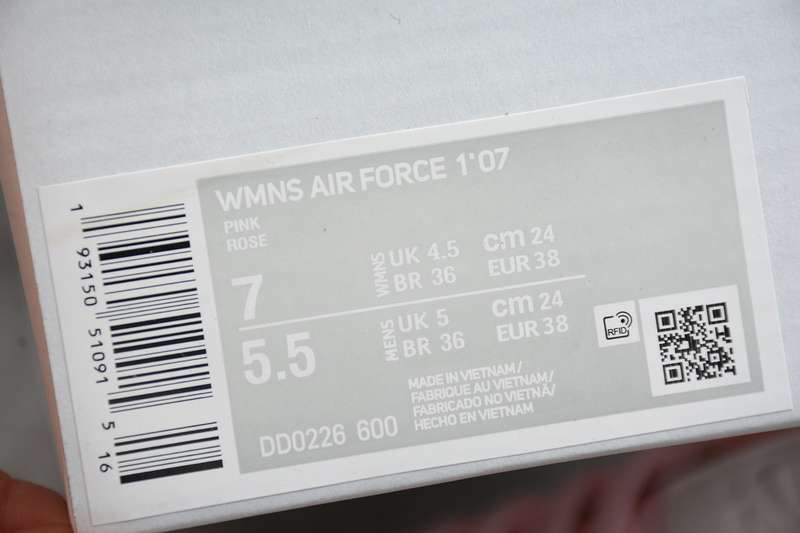 WMNS AIR FORCE 1'07
PINK
ROSE
7
WMNS
UK 4.5
cm 24
BR 36
EUR 38
5.5
MENS
UK 5
cm 24
BR 36
EUR 38
MADE IN VIETNAM/
FABRIQUE AU VIETNAM/
FABRICADO NO VIETNÃ/
HECHO EN VIETNAM
DD0226 600
RFID
1 93150 51091 5 16